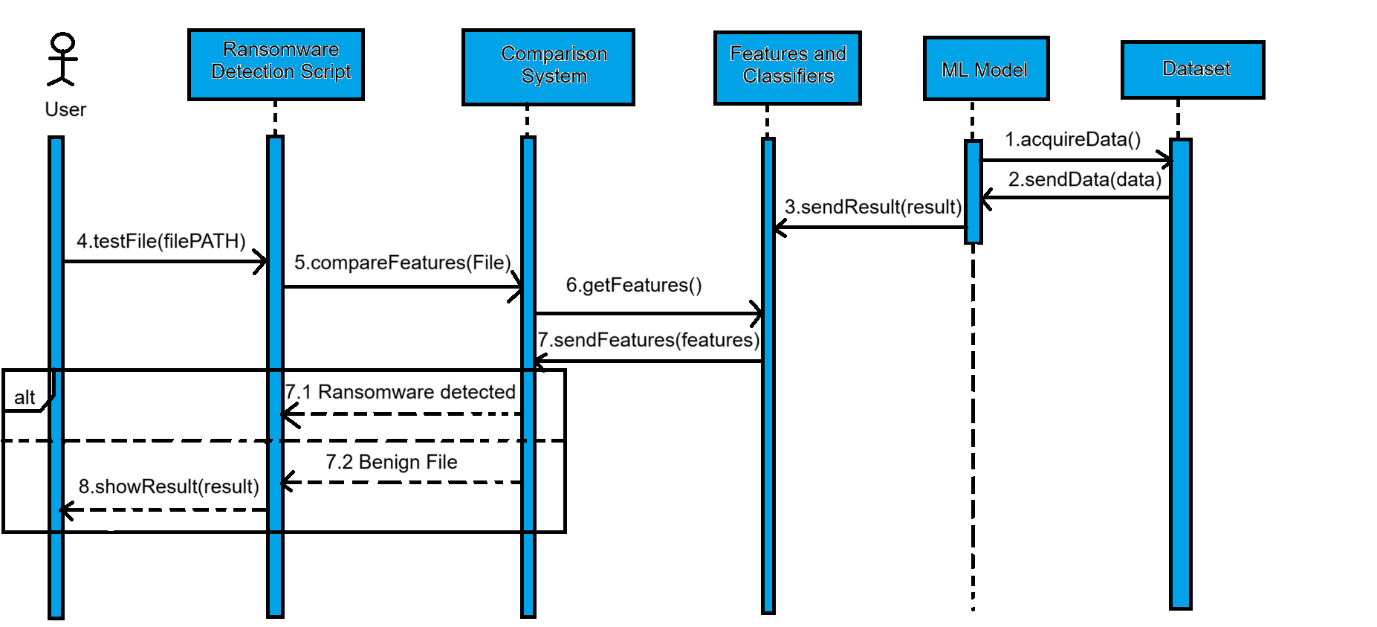 User
Ransomware
Detection Script
Comparison
System
Features and
Classifiers
ML Model
Dataset
1.acquireData()
2.sendData(data)
3.sendResult(result)
4.testFile(filePATH)
5.compareFeatures(File)
6.getFeatures()
7.sendFeatures(features)
alt
7.1 Ransomware detected
7.2 Benign File
8.showResult(result)